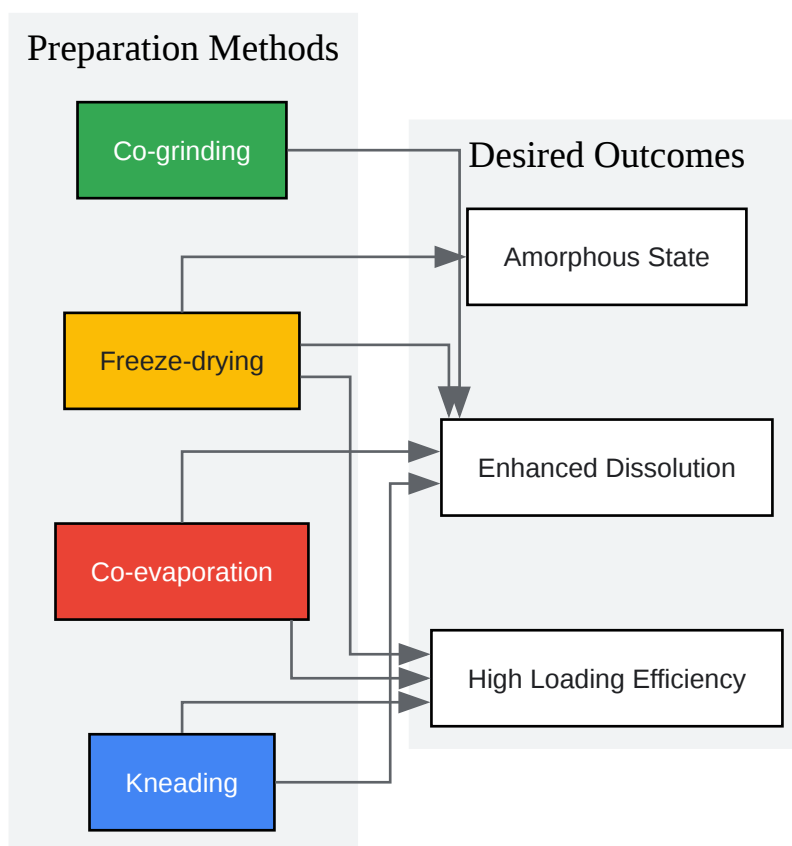 Preparation Methods
Co-grinding
Freeze-drying
Co-evaporation
Kneading
Desired Outcomes
Amorphous State
Enhanced Dissolution
High Loading Efficiency